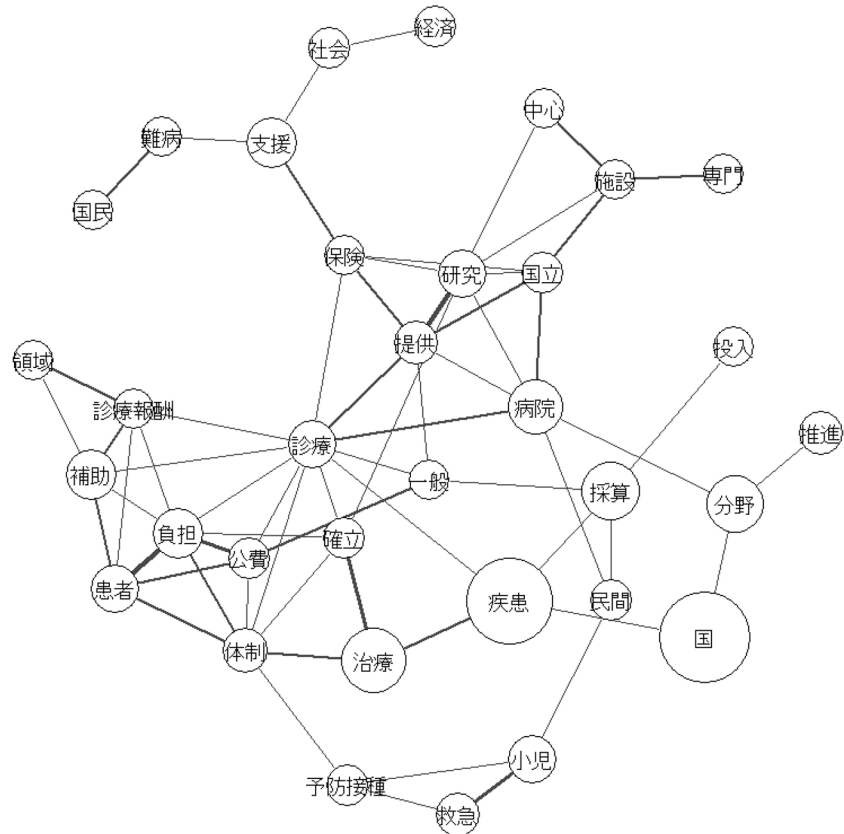 経済
社会
中心
難病
支援
施設
専門
国民
保険
研究
国立
提供
投入
領域
診療報酬
病院
推進
診療
補助
一般
採算
分野
負担
確立
公費
患者
疾患
民間
国
体制
治療
小児
予防接種
救急